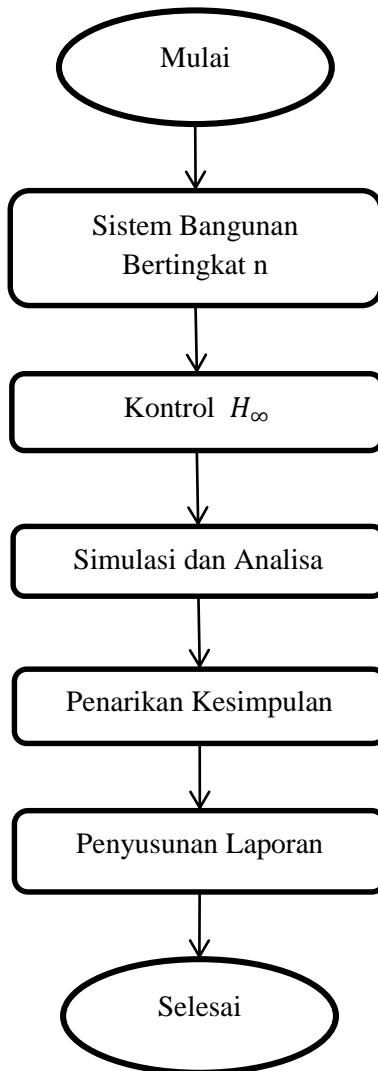 Mulai
Sistem Bangunan
Bertingkat n
Kontrol H∞
Simulasi dan Analisa
Penarikan Kesimpulan
Penyusunan Laporan
Selesai